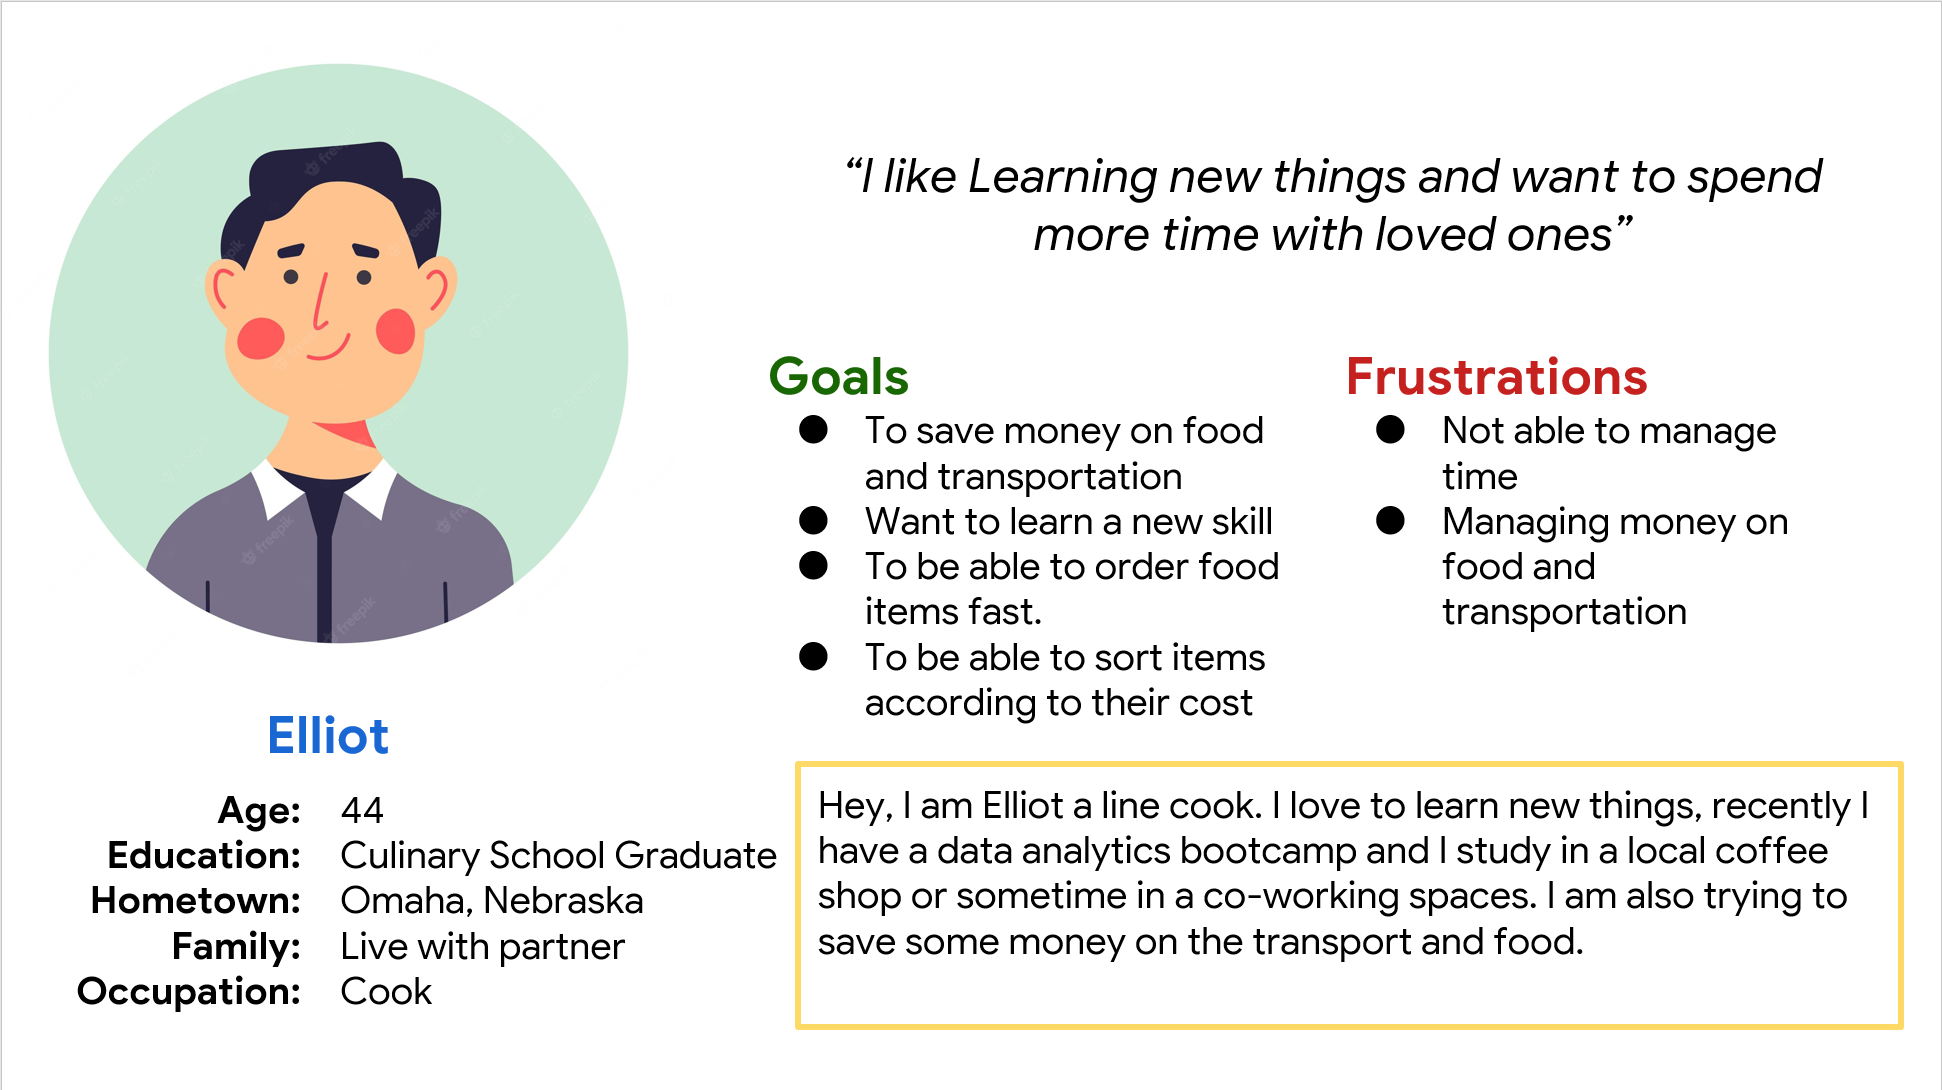 “I like Learning new things and want to spend
more time with loved ones”
Goals
● To save money on food
and transportation
● Want to learn a new skill
● To be able to order food
items fast.
● To be able to sort items
according to their cost
Frustrations
● Not able to manage
time
● Managing money on
food and
transportation
Elliot
Age: 44
Education: Culinary School Graduate
Hometown: Omaha, Nebraska
Family: Live with partner
Occupation: Cook
Hey, I am Elliot a line cook. I love to learn new things, recently I
have a data analytics bootcamp and I study in a local coffee
shop or sometime in a co-working spaces. I am also trying to
save some money on the transport and food.
freepik
freepik
freepik